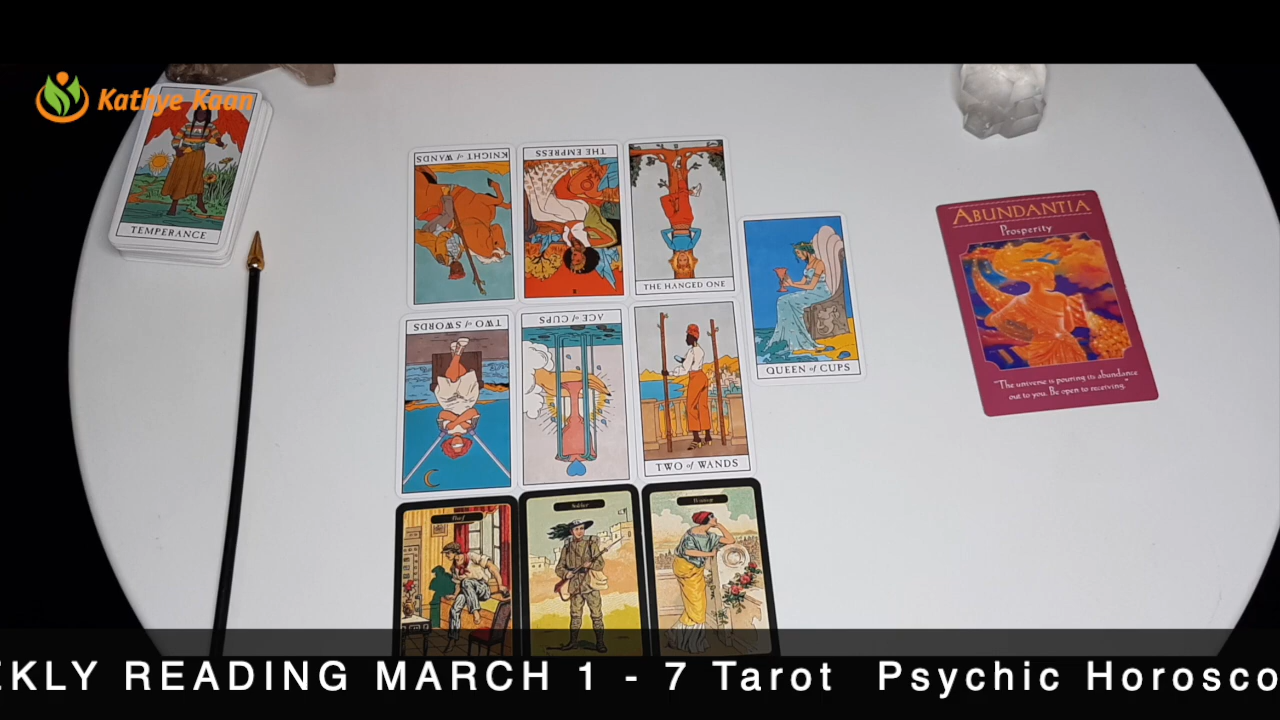 Kathye Kaan
TEMPERANCE
KNIGHT of WANDS
THE EMPRESS
THE HANGED ONE
QUEEN of CUPS
ABUNDANTIA
Prosperity
"The universe is pouring its abundance
out to you. Be open to receiving."
TWO of SWORDS
ACE of CUPS
TWO of WANDS
Thief
Soldier
EKLY READING MARCH 1 - 7 Tarot Psychic Horosco